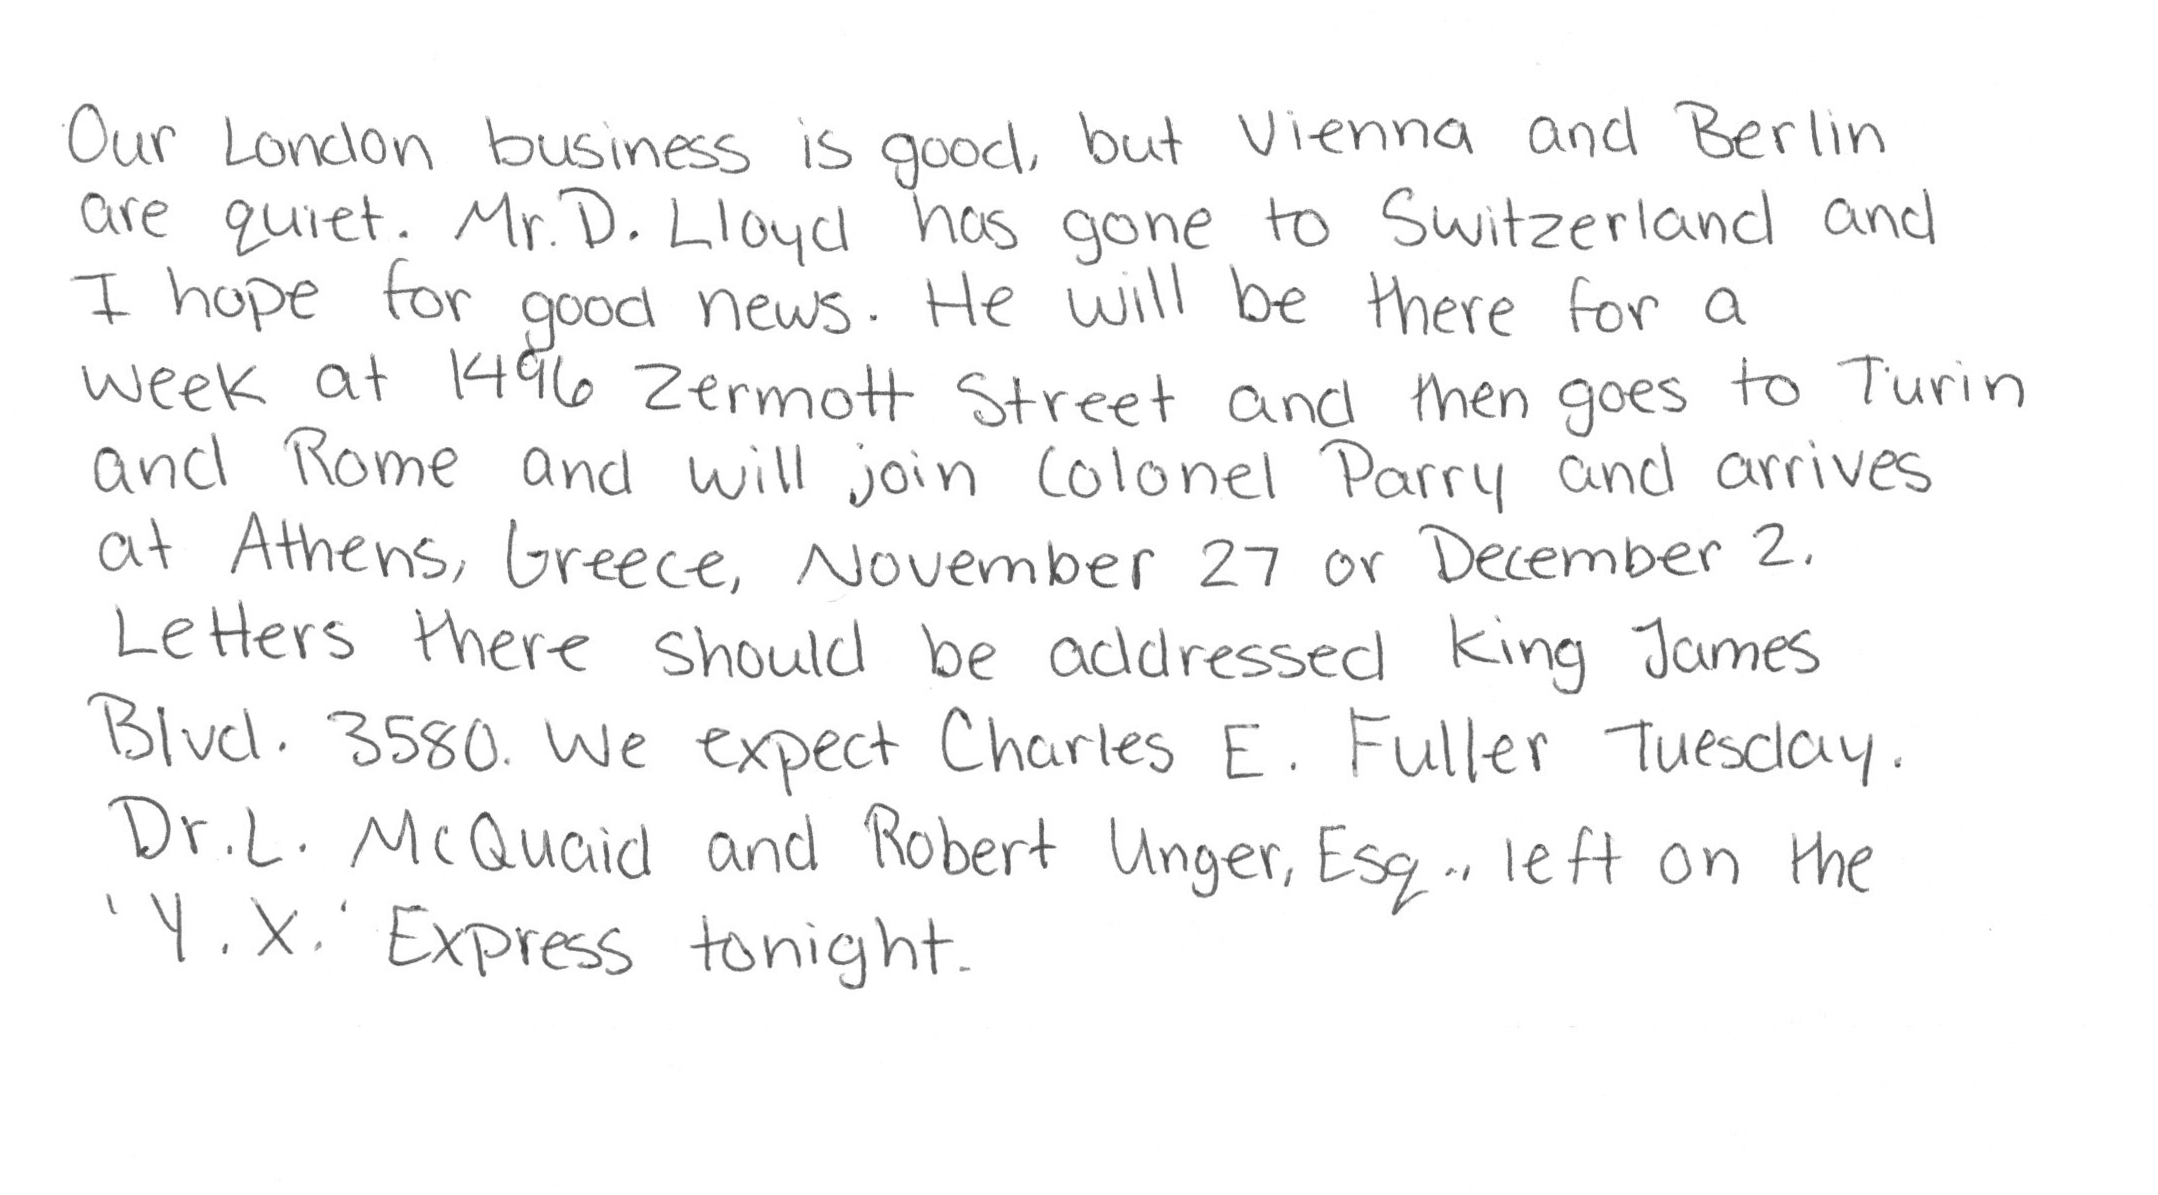 Our London business is good, but Vienna and Berlin
are quiet. Mr. D. Lloyd has gone to Switzerland and
I hope for good news. He will be there for a
week at 1496 Zermott Street and then goes to Turin
and Rome and will join Colonel Parry and arrives
at Athens, Greece, November 27 or December 2.
Letters there should be addressed King James
Blvd. 3580. We expect Charles E. Fuller Tuesday.
Dr. L. McQuaid and Robert Unger, Esq., left on the
'Y.X.' Express tonight.